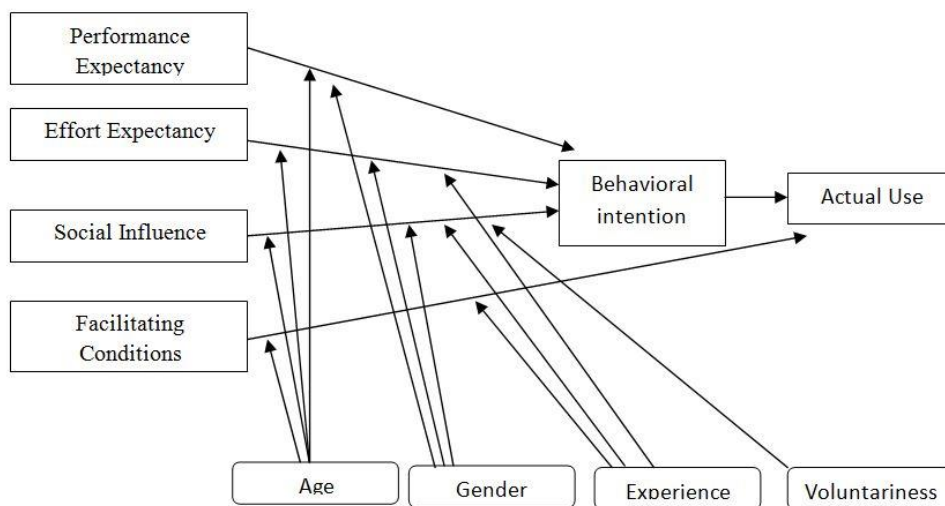 Performance
Expectancy
Effort Expectancy
Social Influence
Facilitating
Conditions
Behavioral
intention
Actual Use
Age
Gender
Experience
Voluntariness